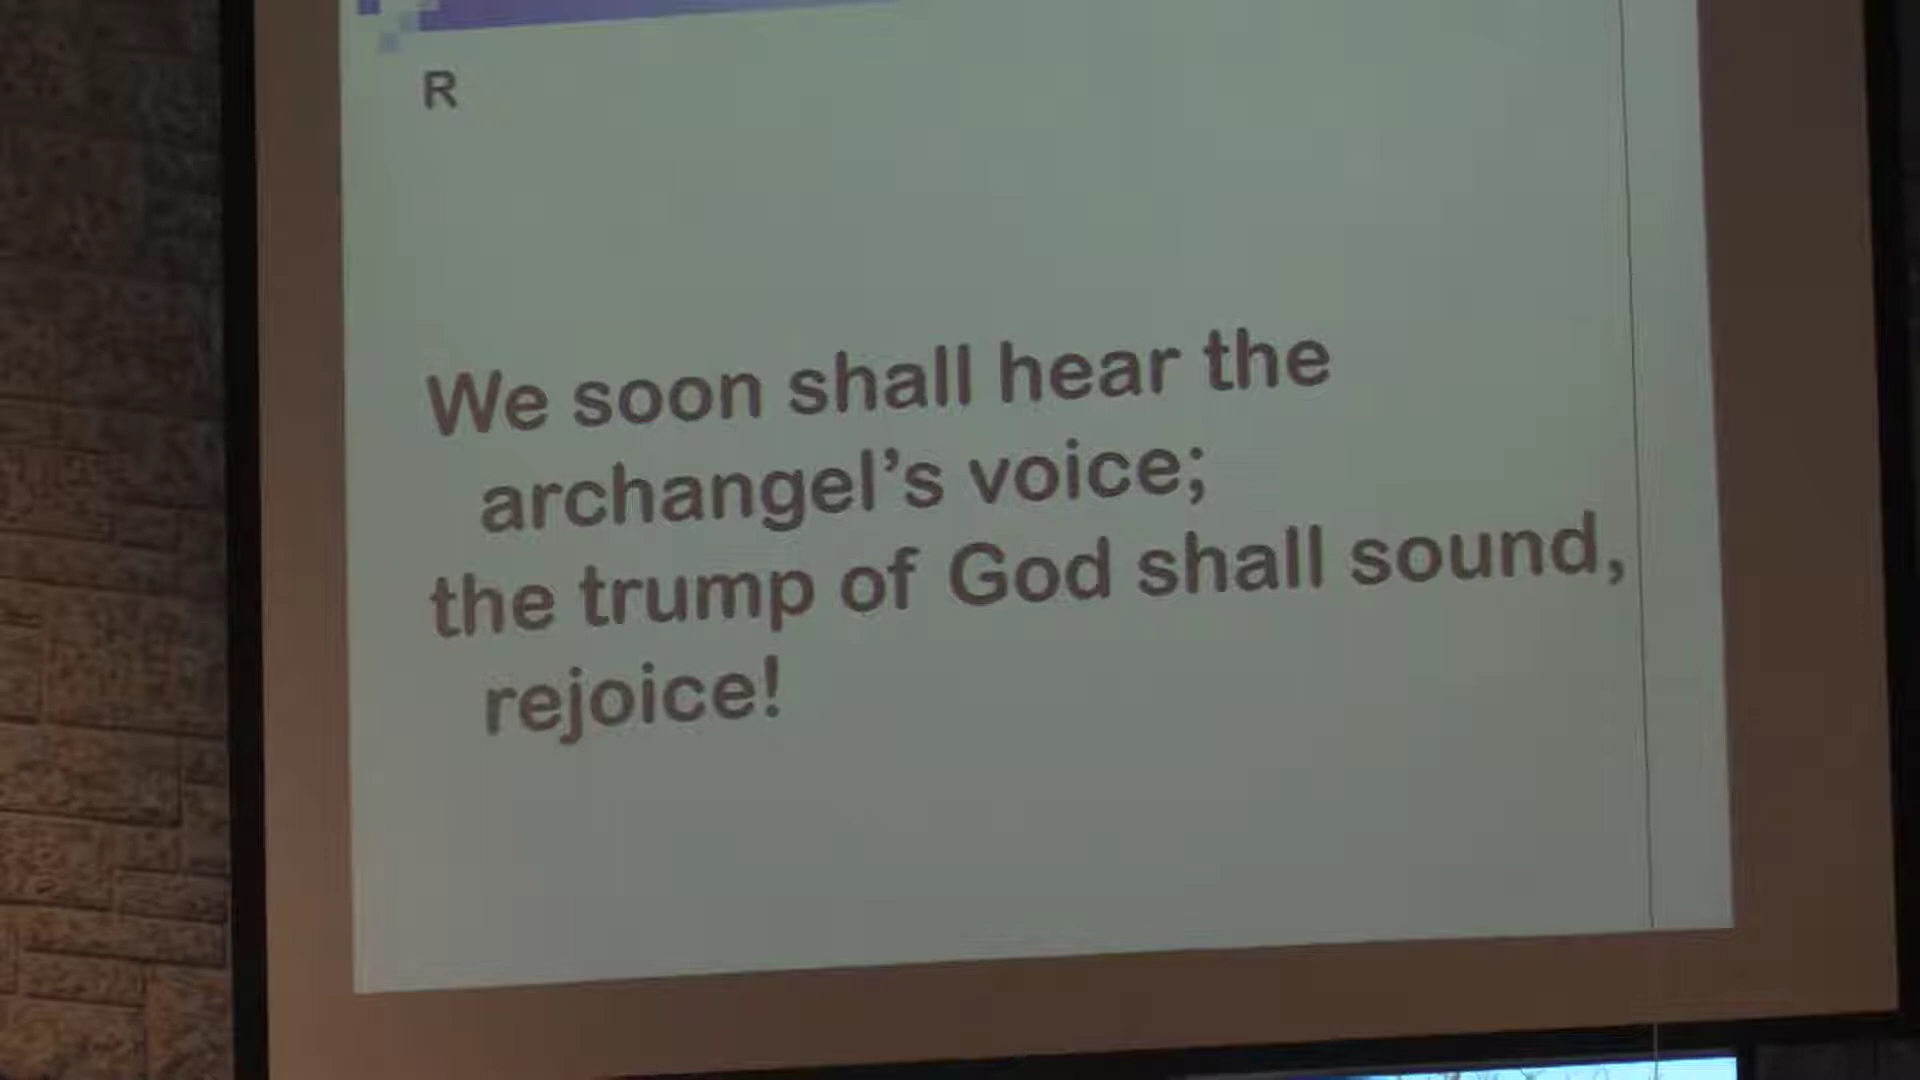 R
We soon shall hear the
archangel’s voice;
the trump of God shall sound,
rejoice!